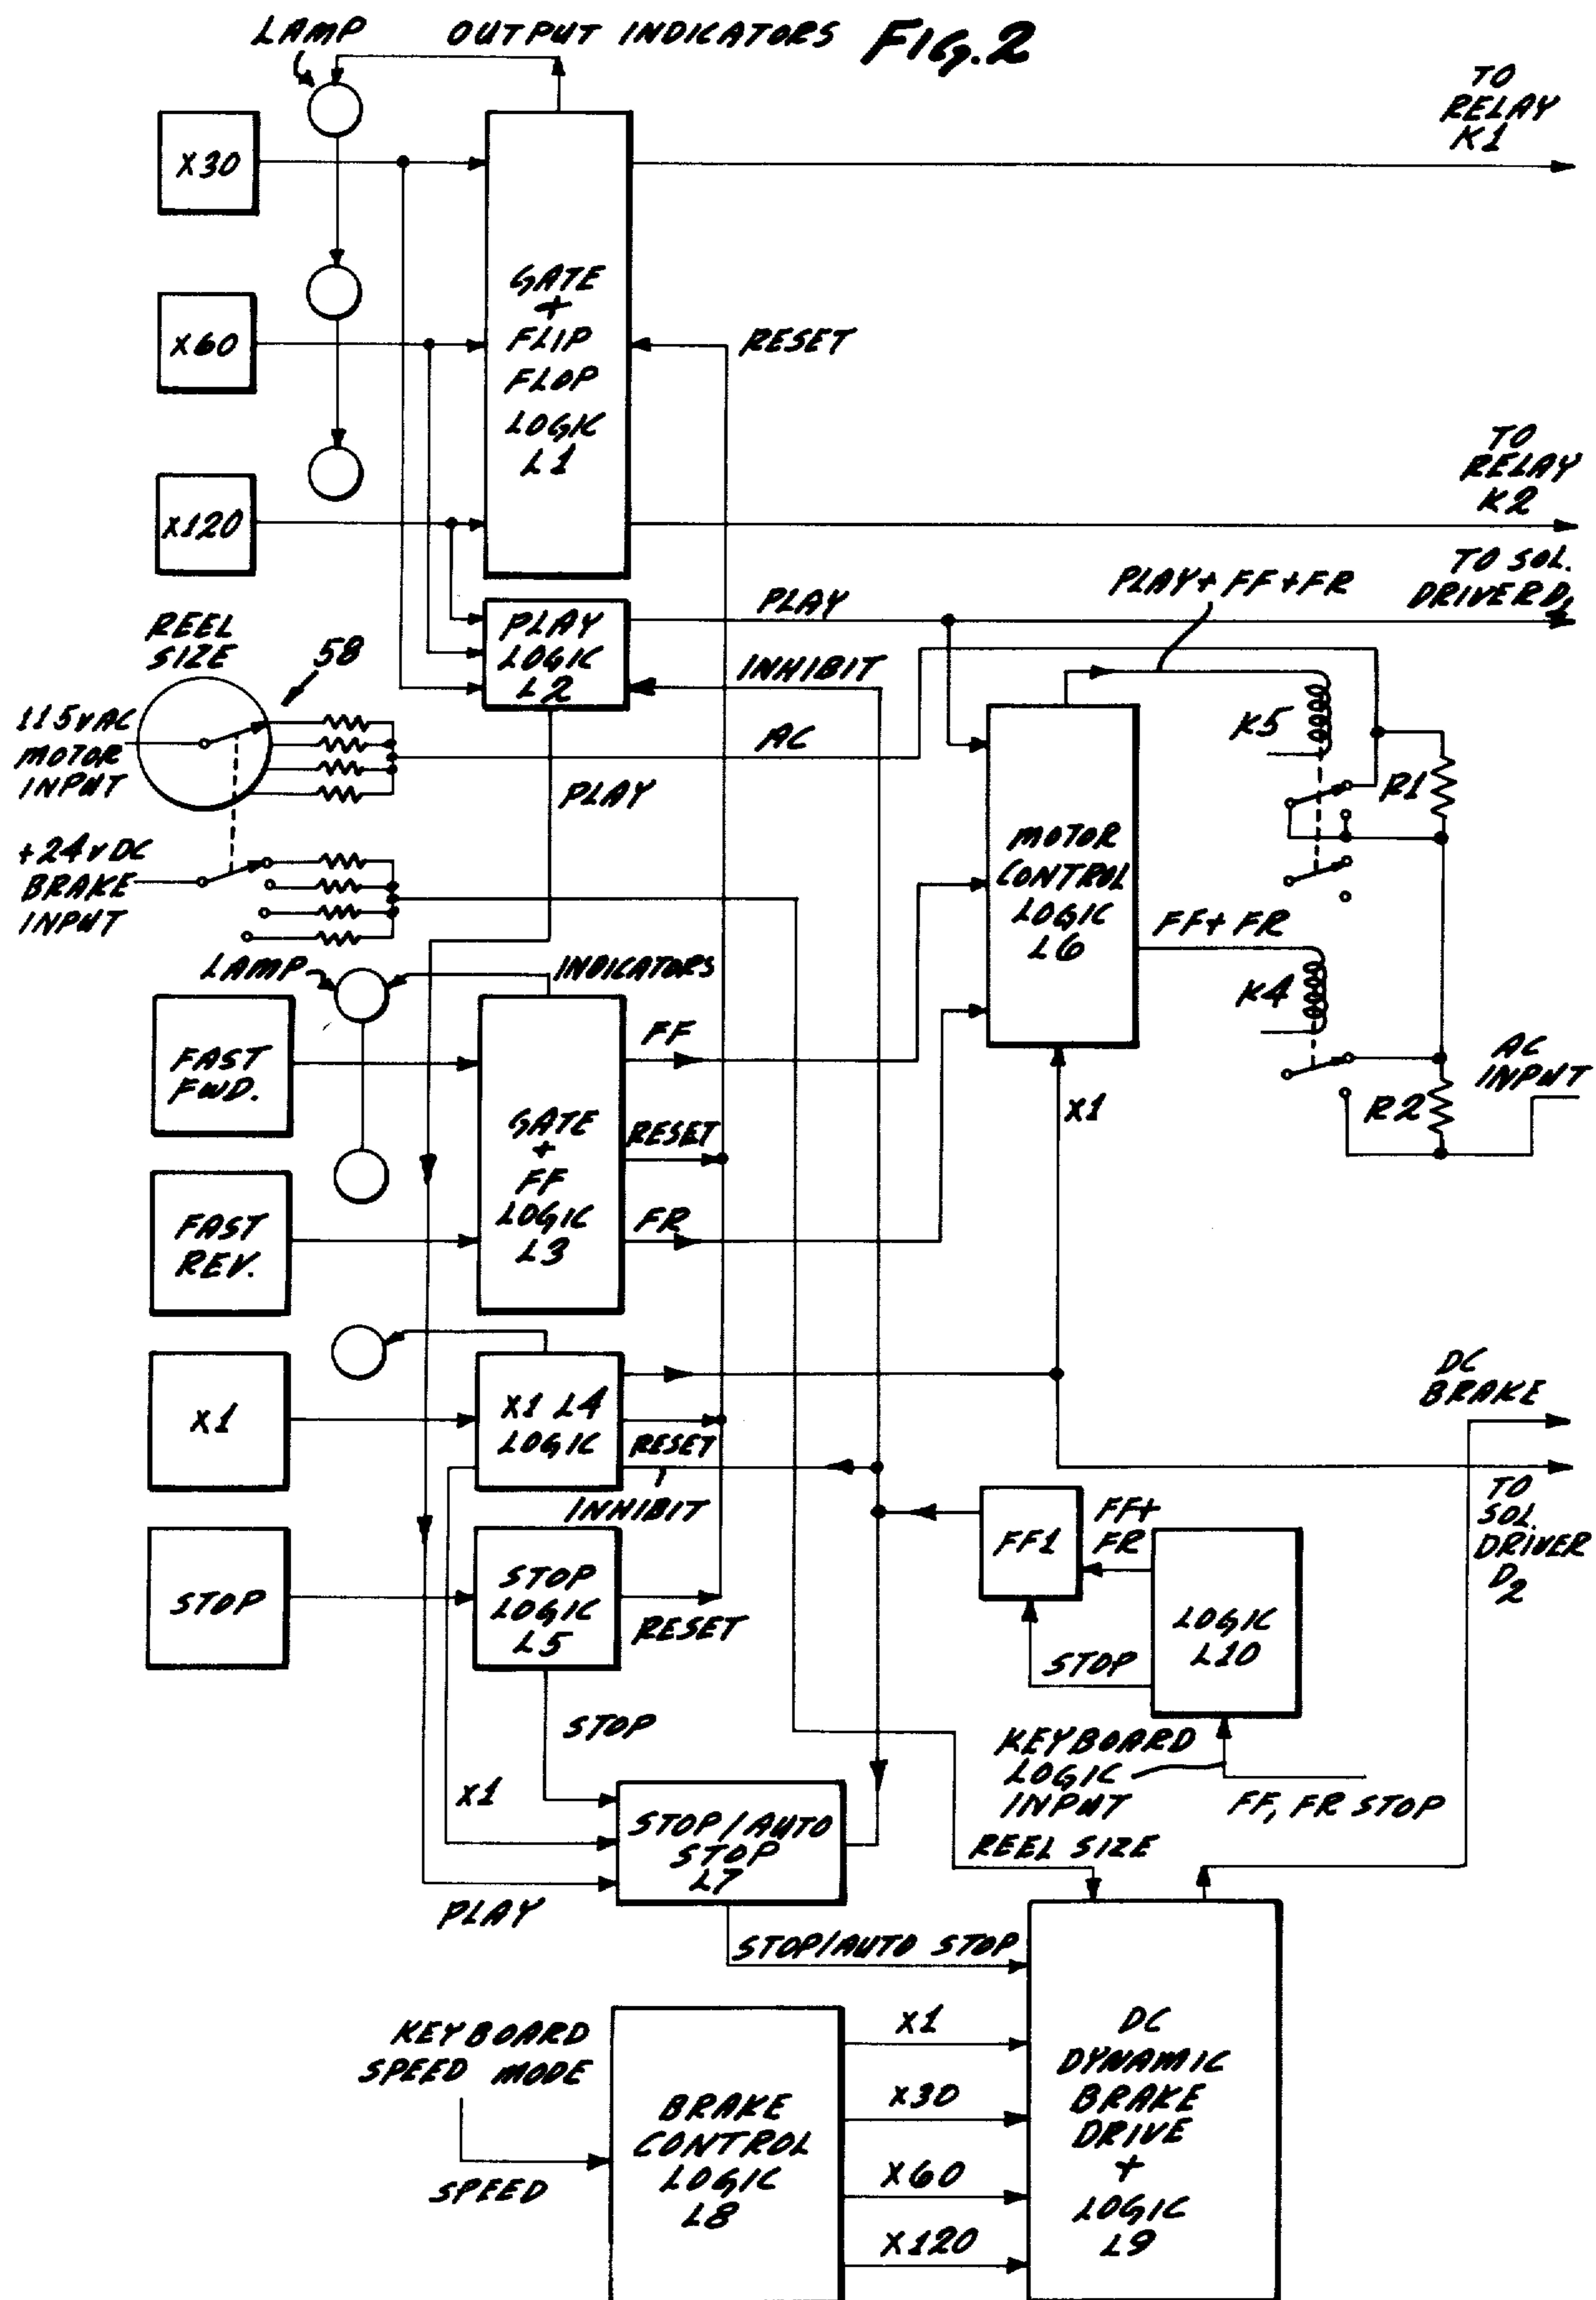 LAMP
OUTPUT INDICATORS
FIG. 2
TO
RELAY
K1
X30
X60
X120
GATE
+
FLIP
FLOP
LOGIC
L1
RESET
TO
RELAY
K2
TO SOL.
DRIVER D1
PLAY + FF + FR
PLAY
PLAY
LOGIC
L2
INHIBIT
REEL
SIZE
58
115V AC
MOTOR
INPUT
AC
PLAY
K5
R1
+24V DC
BRAKE
INPUT
MOTOR
CONTROL
LOGIC
L6
FF + FR
K4
R2
AC
INPUT
LAMP
INDICATORS
FAST
FWD.
FAST
REV.
GATE
+
FF
LOGIC
L3
FF
RESET
FR
X1
X1
X1 L4
LOGIC
RESET
INHIBIT
DC
BRAKE
TO
SOL.
DRIVER
D2
STOP
STOP
LOGIC
L5
RESET
FF1
FF+
FR
STOP
LOGIC
L10
STOP
KEYBOARD
LOGIC
INPUT
FF, FR STOP
X1
STOP/AUTO
STOP
L7
REEL SIZE
PLAY
STOP/AUTO STOP
KEYBOARD
SPEED MODE
SPEED
BRAKE
CONTROL
LOGIC
L8
X1
X30
X60
X120
DC
DYNAMIC
BRAKE
DRIVE
+
LOGIC
L9